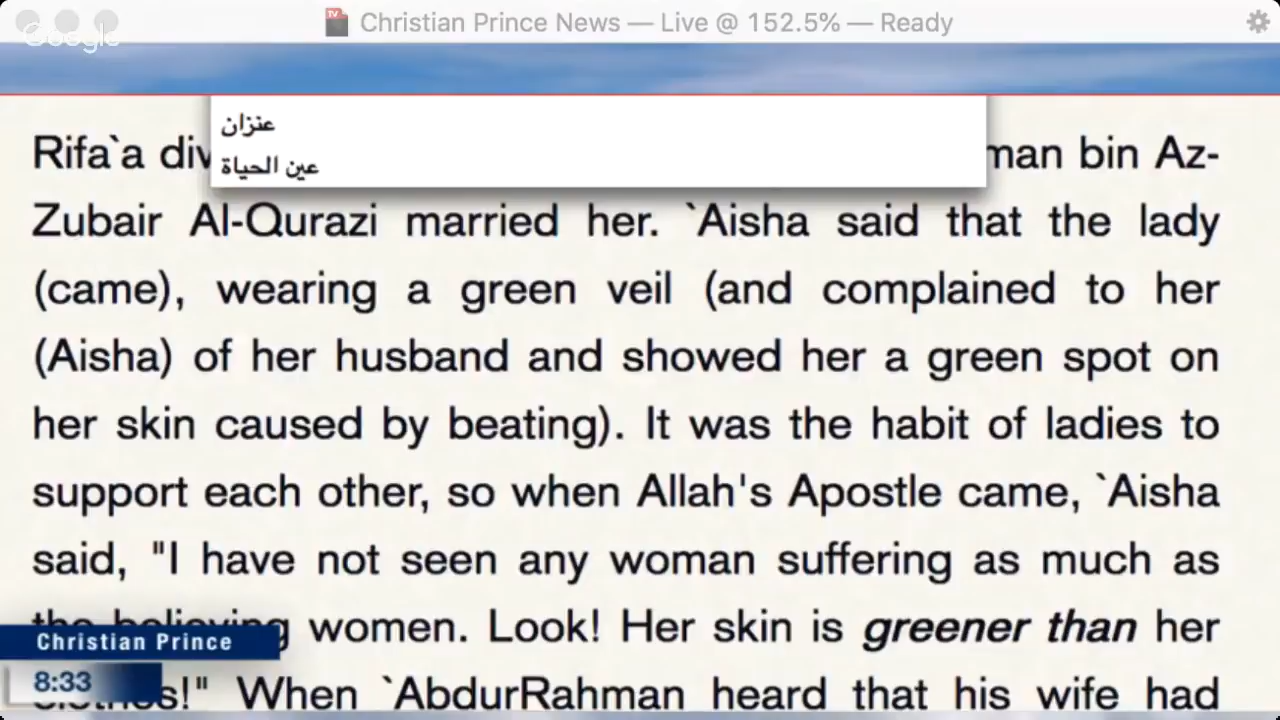 Christian Prince News — Live @ 152.5% — Ready
Google
عنزان
عين الحياة
Rifa`a div man bin Az-
Zubair Al-Qurazi married her. `Aisha said that the lady
(came), wearing a green veil (and complained to her
(Aisha) of her husband and showed her a green spot on
her skin caused by beating). It was the habit of ladies to
support each other, so when Allah's Apostle came, `Aisha
said, "I have not seen any woman suffering as much as
the believing women. Look! Her skin is greener than her
Christian Prince
8:33
clothes!" When `AbdurRahman heard that his wife had